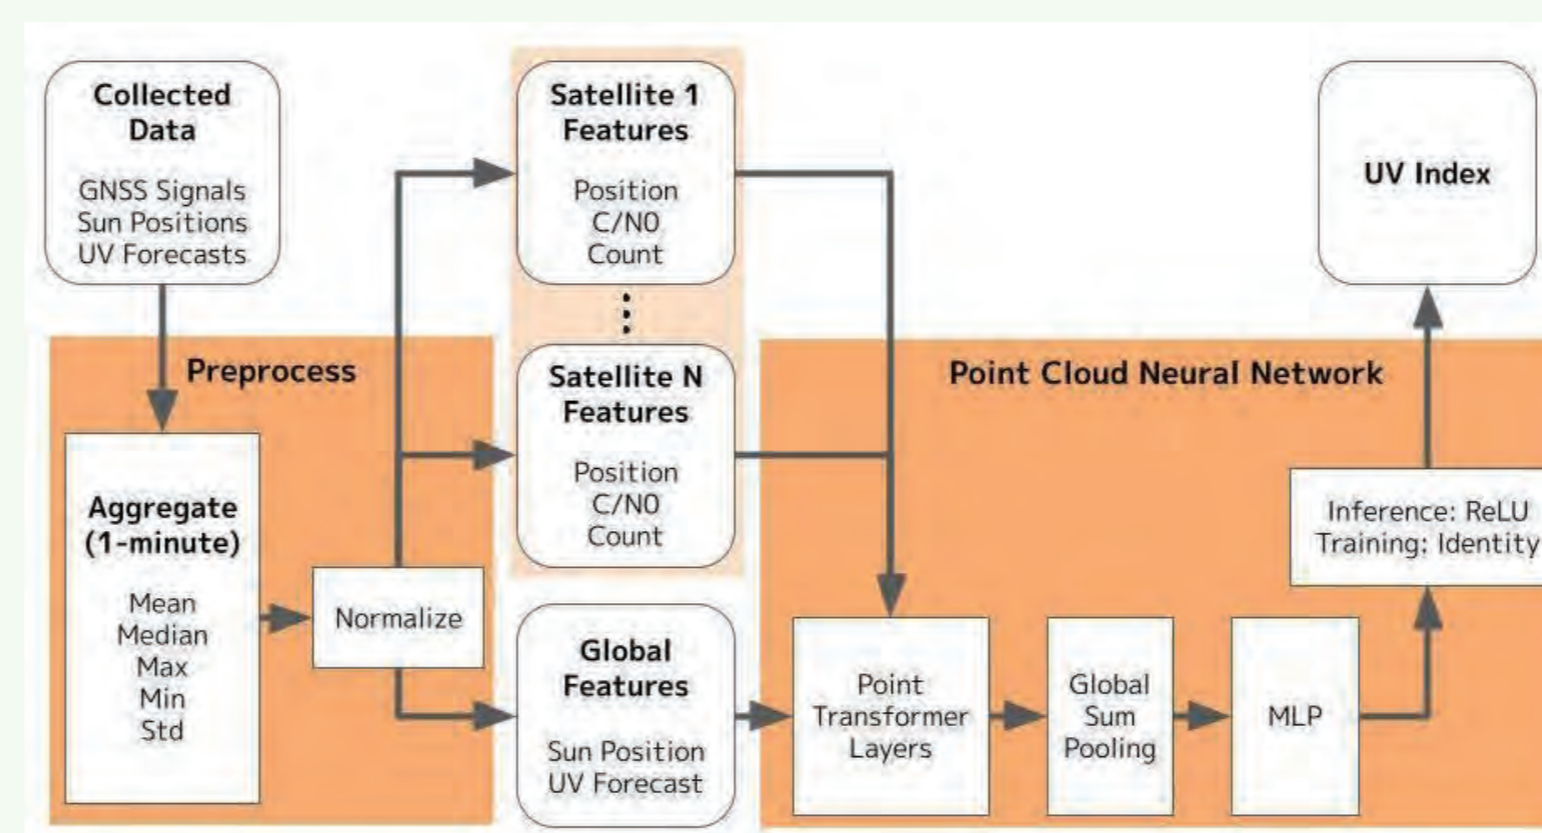 Collected
Data
GNSS Signals
Sun Positions
UV Forecasts
Preprocess
Aggregate
(1-minute)
Mean
Median
Max
Min
Std
Normalize
Satellite 1
Features
Position
C/N0
Count
Satellite N
Features
Position
C/N0
Count
Global
Features
Sun Position
UV Forecast
Point Cloud Neural Network
Point
Transformer
Layers
Global
Sum
Pooling
MLP
Inference: ReLU
Training: Identity
UV Index